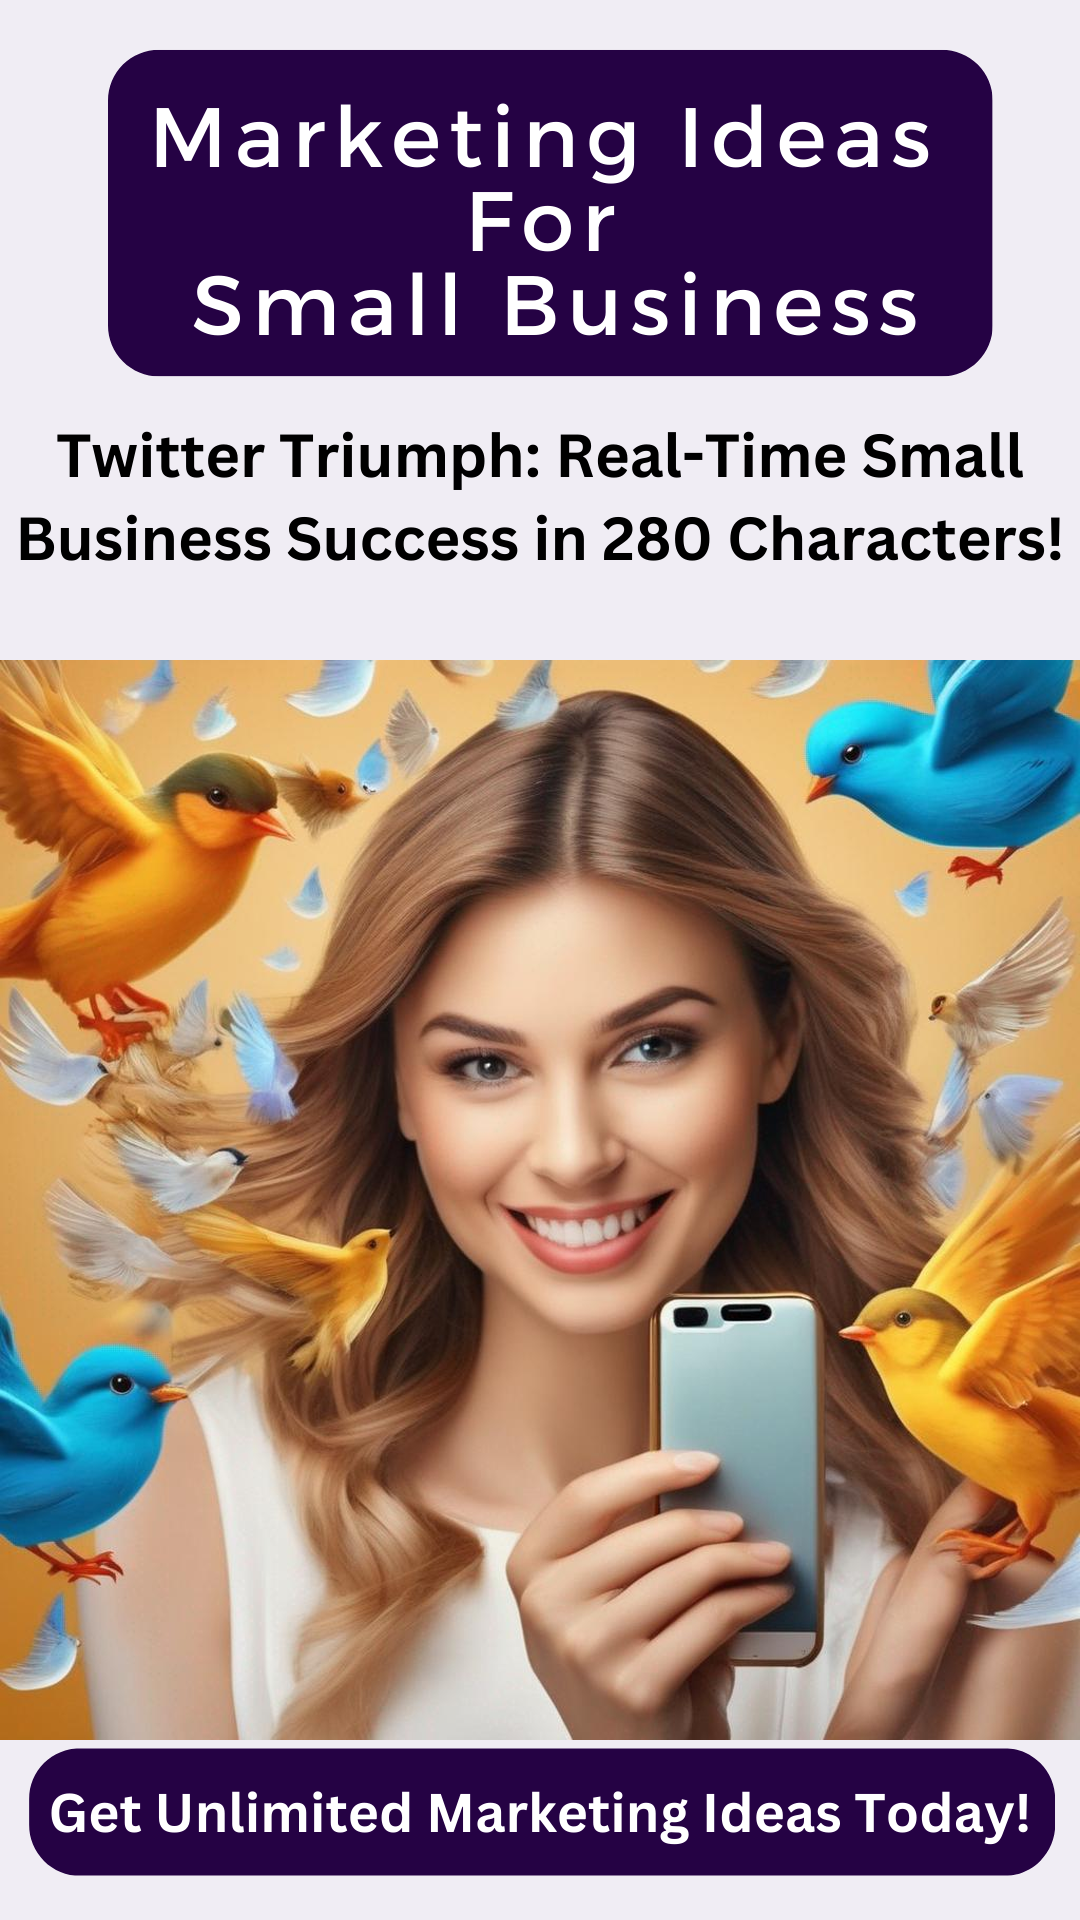 Marketing Ideas
For
Small Business
Twitter Triumph: Real-Time Small
Business Success in 280 Characters!
Get Unlimited Marketing Ideas Today!